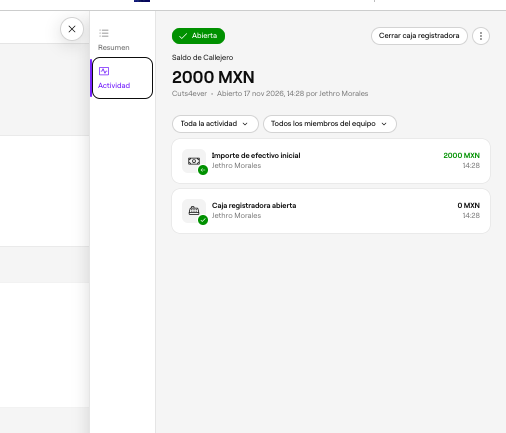 Resumen
Actividad
Abierta
Cerrar caja registradora
Saldo de Callejero
2000 MXN
Cuts4ever • Abierto 17 nov 2026, 14:28 por Jethro Morales
Toda la actividad
Todos los miembros del equipo
Importe de efectivo inicial
2000 MXN
Jethro Morales
14:28
Caja registradora abierta
0 MXN
Jethro Morales
14:28